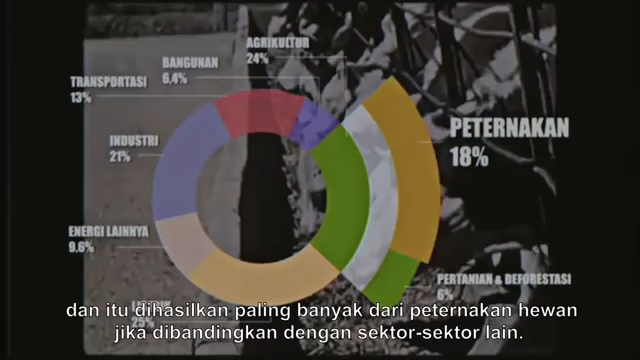 AGRIKULTUR
24%
BANGUNAN
6.4%
TRANSPORTASI
13%
INDUSTRI
21%
PETERNAKAN
18%
ENERGI LAINNYA
9.6%
PERTANIAN & DEFORESTASI
6%
25%
dan itu dihasilkan paling banyak dari peternakan hewan
jika dibandingkan dengan sektor-sektor lain.